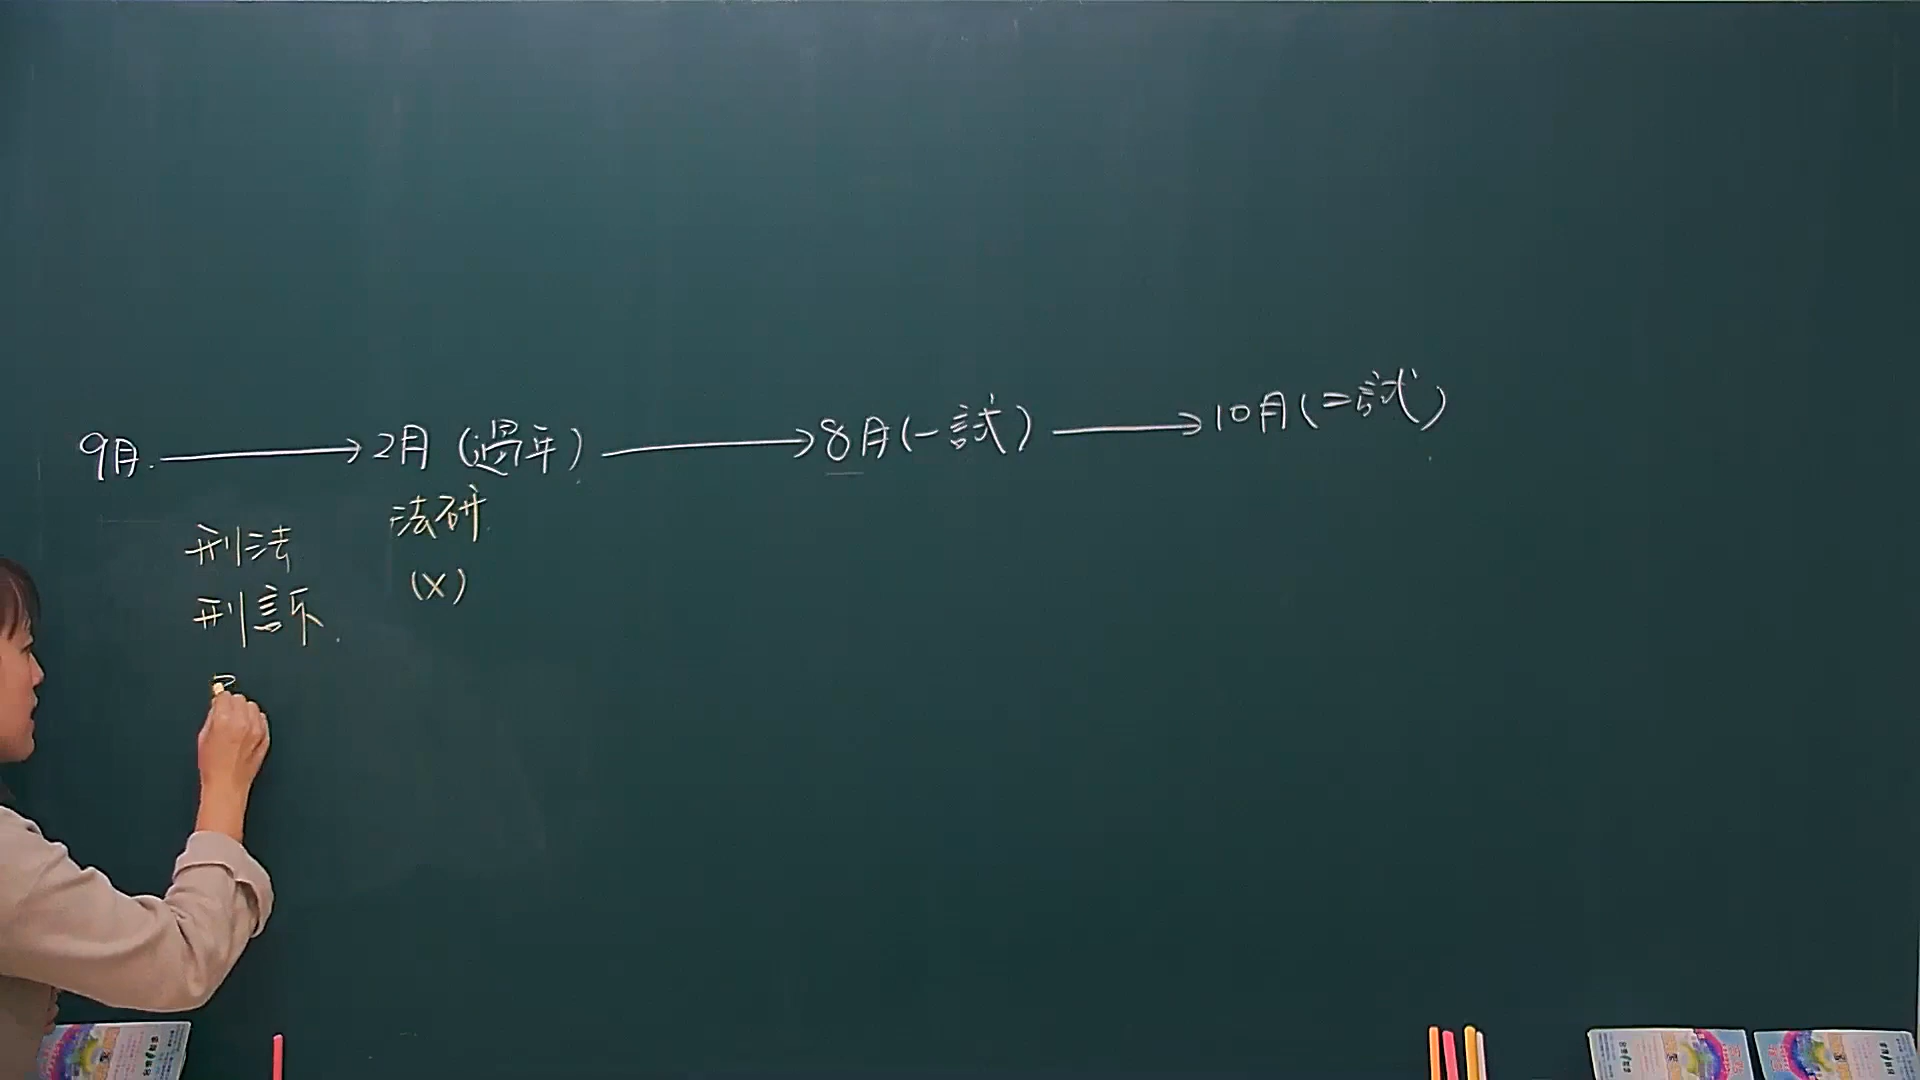 9月. → 2月 (過年) → 8月 (一試) → 10月 (二試)
法研
刑法
(X)
刑訴.